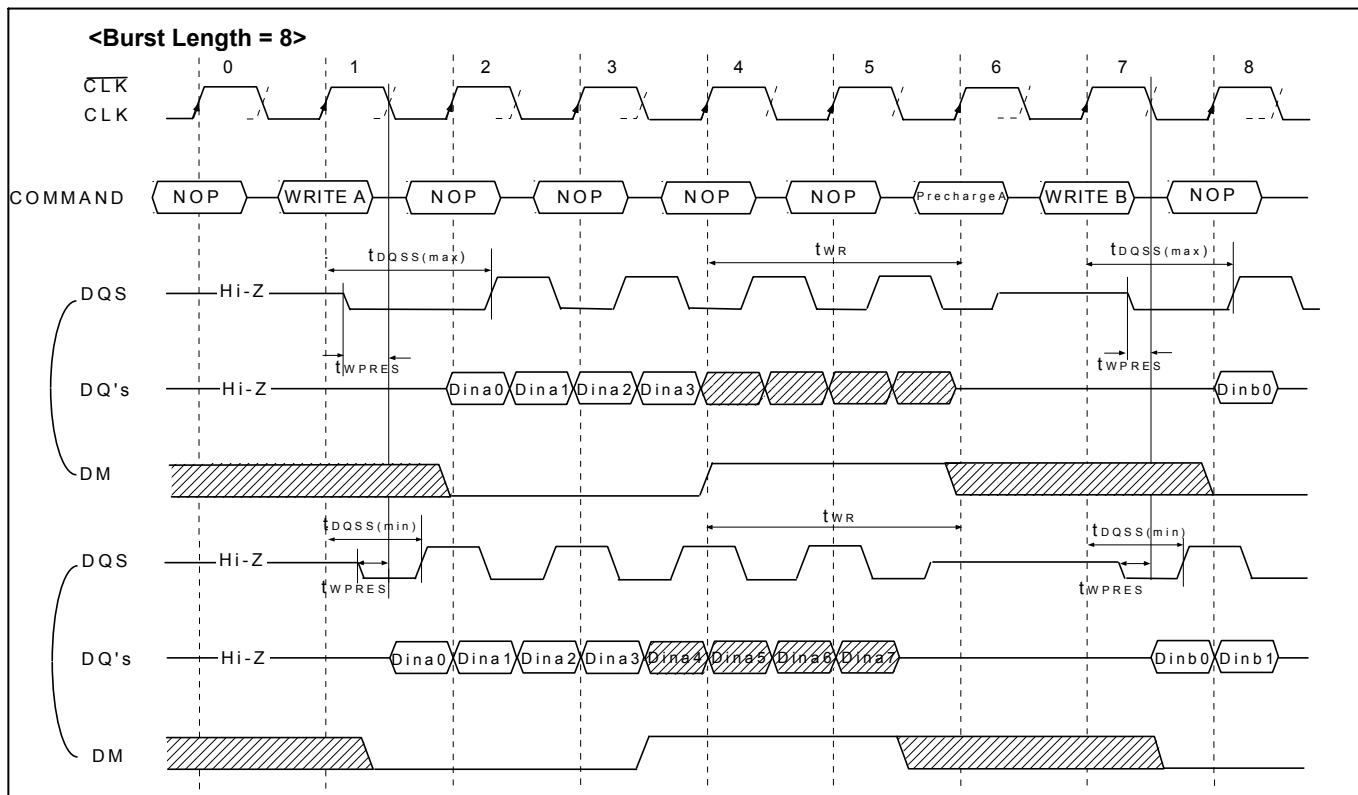 <Burst Length = 8>
0 1 2 3 4 5 6 7 8
CLK
CLK
COMMAND NOP WRITE A NOP NOP NOP NOP PrechargeA WRITE B NOP
tDQSS(max) tWR tDQSS(max)
DQS Hi-Z
tWPRES tWPRES
DQ's Hi-Z Dina0 Dina1 Dina2 Dina3 Dinb0
DM
tDQSS(min) tWR tDQSS(min)
DQS Hi-Z
tWPRES tWPRES
DQ's Hi-Z Dina0 Dina1 Dina2 Dina3 Dina4 Dina5 Dina6 Dina7 Dinb0 Dinb1
DM